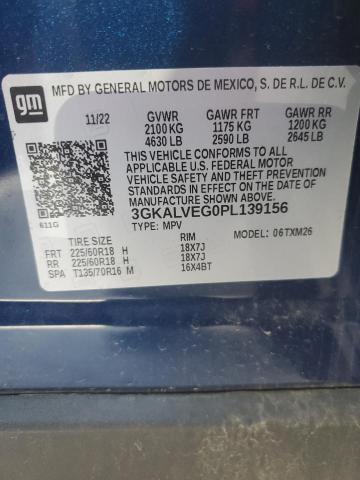 gm
MFD BY GENERAL MOTORS DE MEXICO, S. DE R.L. DE C.V.
11/22 GVWR GAWR FRT GAWR RR
2100 KG 1175 KG 1200 KG
4630 LB 2590 LB 2645 LB
THIS VEHICLE CONFORMS TO ALL
APPLICABLE U.S. FEDERAL MOTOR
VEHICLE SAFETY AND THEFT PREVENTION
STANDARDS IN EFFECT ON THE DATE OF
MANUFACTURE SHOWN ABOVE.
3GKALVEG0PL139156
611G
TYPE: MPV
MODEL: 06TXM26
TIRE SIZE RIM
FRT 225/60R18 H 18X7J
RR 225/60R18 H 18X7J
SPA T135/70R16 M 16X4BT